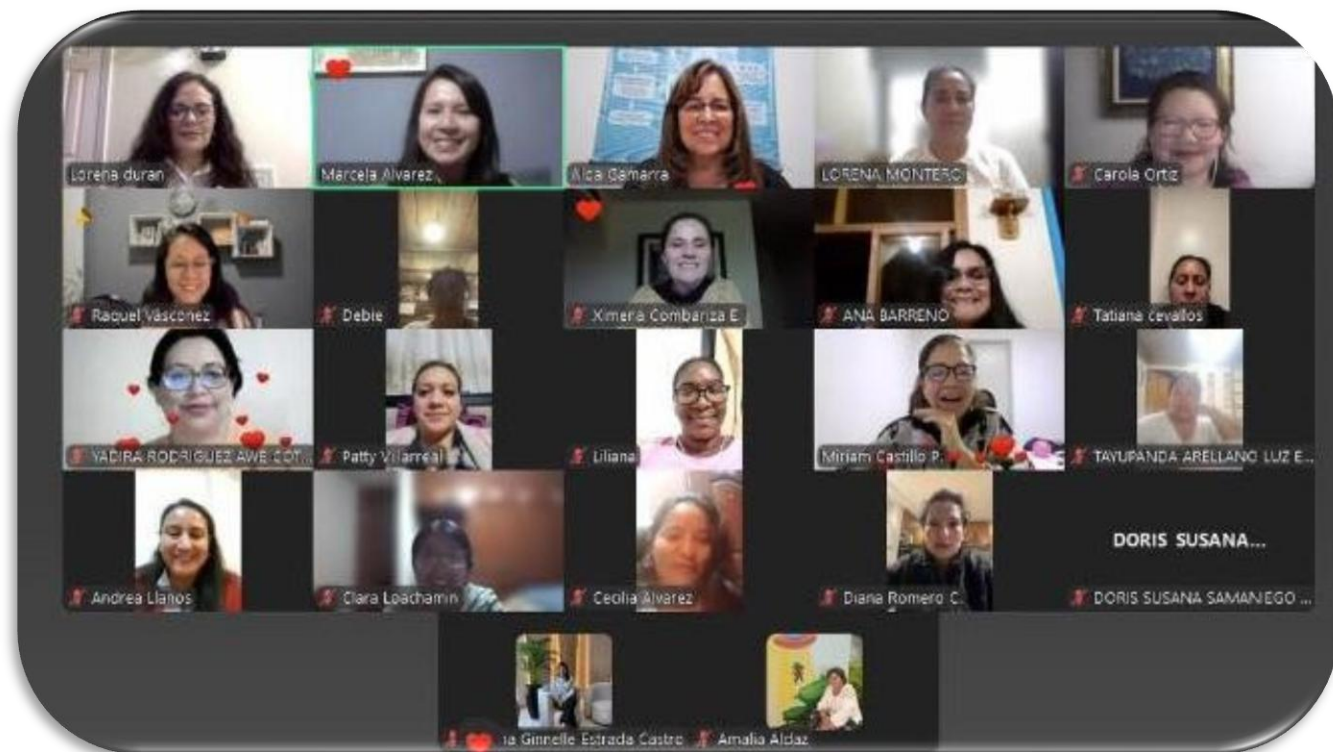 Lorena duran
Marcela Alvarez
Alda Gamarra
LORENA MONTERO
Carola Ortiz
Raquel Vásconez
Debie
Ximena Combariza E.
ANA BARRENO
Tatiana cevallos
YADIRA RODRIGUEZ AWE COT...
Patty Villarreal
Liliana
Miriam Castillo P.
TAYUPANDA ARELLANO LUZ E...
Andrea Llanos
Clara Loachamin
Cecilia Alvarez
Diana Romero C.
DORIS SUSANA...
DORIS SUSANA SAMANIEGO ...
Ginnelle Estrada Castro
Amalia Aldaz